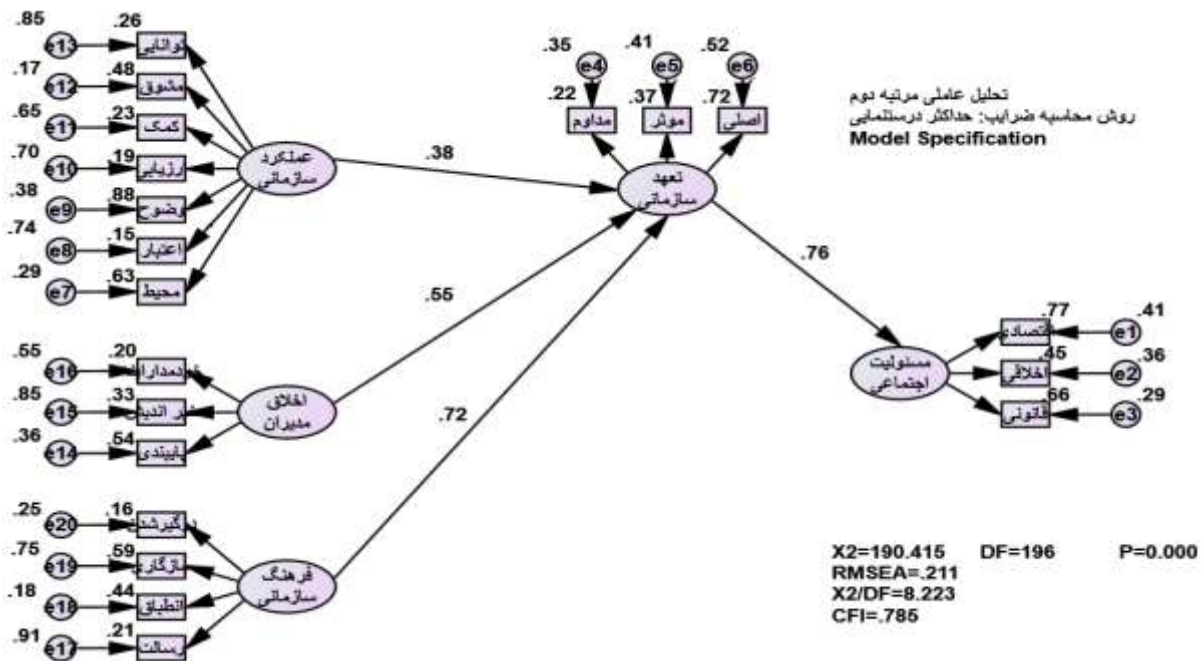 .85
.26
e13
توانایی
.17
.48
e12
مشوق
.65
.23
e11
کمک
.70
.19
e10
ارزیابی
.38
.88
e9
وضوح
.74
.15
e8
اعتبار
.29
.63
e7
محیط
عملکرد
سازمانی
.38
.35
.41
.52
e4
e5
e6
.22
.37
.72
مداوم
موثر
اصلی
تعهد
سازمانی
تحلیل عاملی مرتبه دوم
روش محاسبه ضرایب: حداکثر درستنمایی
Model Specification
.55
.20
e16
.85
.33
e15
.36
.54
e14
پایبندی
اخلاق
مدیران
.55
.72
.76
مسئولیت
اجتماعی
.77
.41
e1
.45
.36
اخلاقی
e2
.66
.29
قانونی
e3
.25
.16
e20
.75
.59
e19
.18
.44
e18
انطباق
.91
.21
e17
رسالت
فرهنگ
سازمانی
X2=190.415 DF=196 P=0.000
RMSEA=.211
X2/DF=8.223
CFI=.785